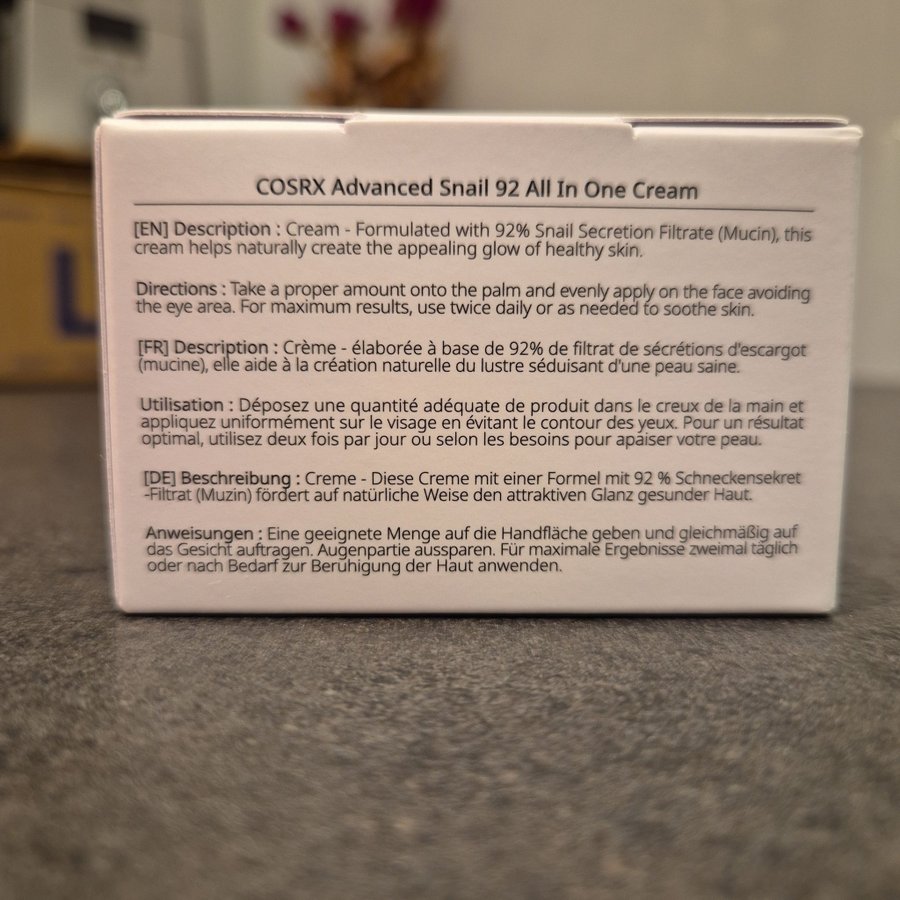 COSRX Advanced Snail 92 All In One Cream
[EN] Description : Cream - Formulated with 92% Snail Secretion Filtrate (Mucin), this
cream helps naturally create the appealing glow of healthy skin.
Directions : Take a proper amount onto the palm and evenly apply on the face avoiding
the eye area. For maximum results, use twice daily or as needed to soothe skin.
[FR] Description : Crème - élaborée à base de 92% de filtrat de sécrétions d'escargot
(mucine), elle aide à la création naturelle du lustre séduisant d'une peau saine.
Utilisation : Déposez une quantité adéquate de produit dans le creux de la main et
appliquez uniformément sur le visage en évitant le contour des yeux. Pour un résultat
optimal, utilisez deux fois par jour ou selon les besoins pour apaiser votre peau.
[DE] Beschreibung : Creme - Diese Creme mit einer Formel mit 92 % Schneckensekret
-Filtrat (Muzin) fördert auf natürliche Weise den attraktiven Glanz gesunder Haut.
Anweisungen : Eine geeignete Menge auf die Handfläche geben und gleichmäßig auf
das Gesicht auftragen. Augenpartie aussparen. Für maximale Ergebnisse zweimal täglich
oder nach Bedarf zur Beruhigung der Haut anwenden.